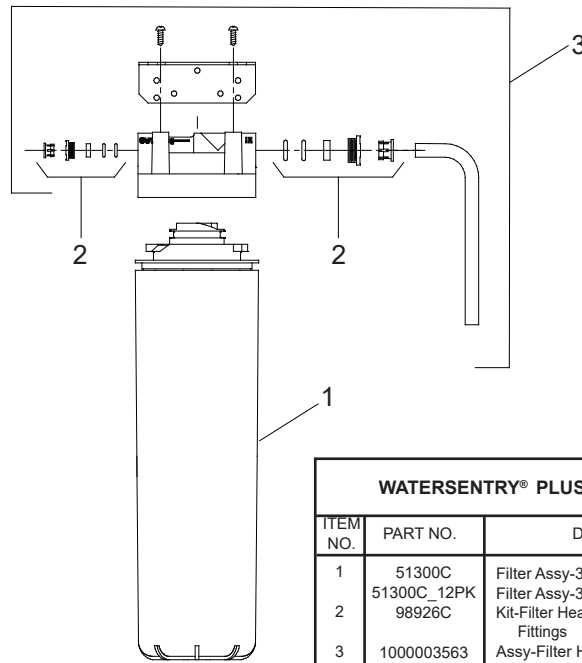 3
2
2
1
WATERSENTRY® PLUS
ITEM NO. PART NO.
1 51300C Filter Assy-3
51300C_12PK Filter Assy-3
2 98926C Kit-Filter
Fittings
3 1000003563 Assy-Filter